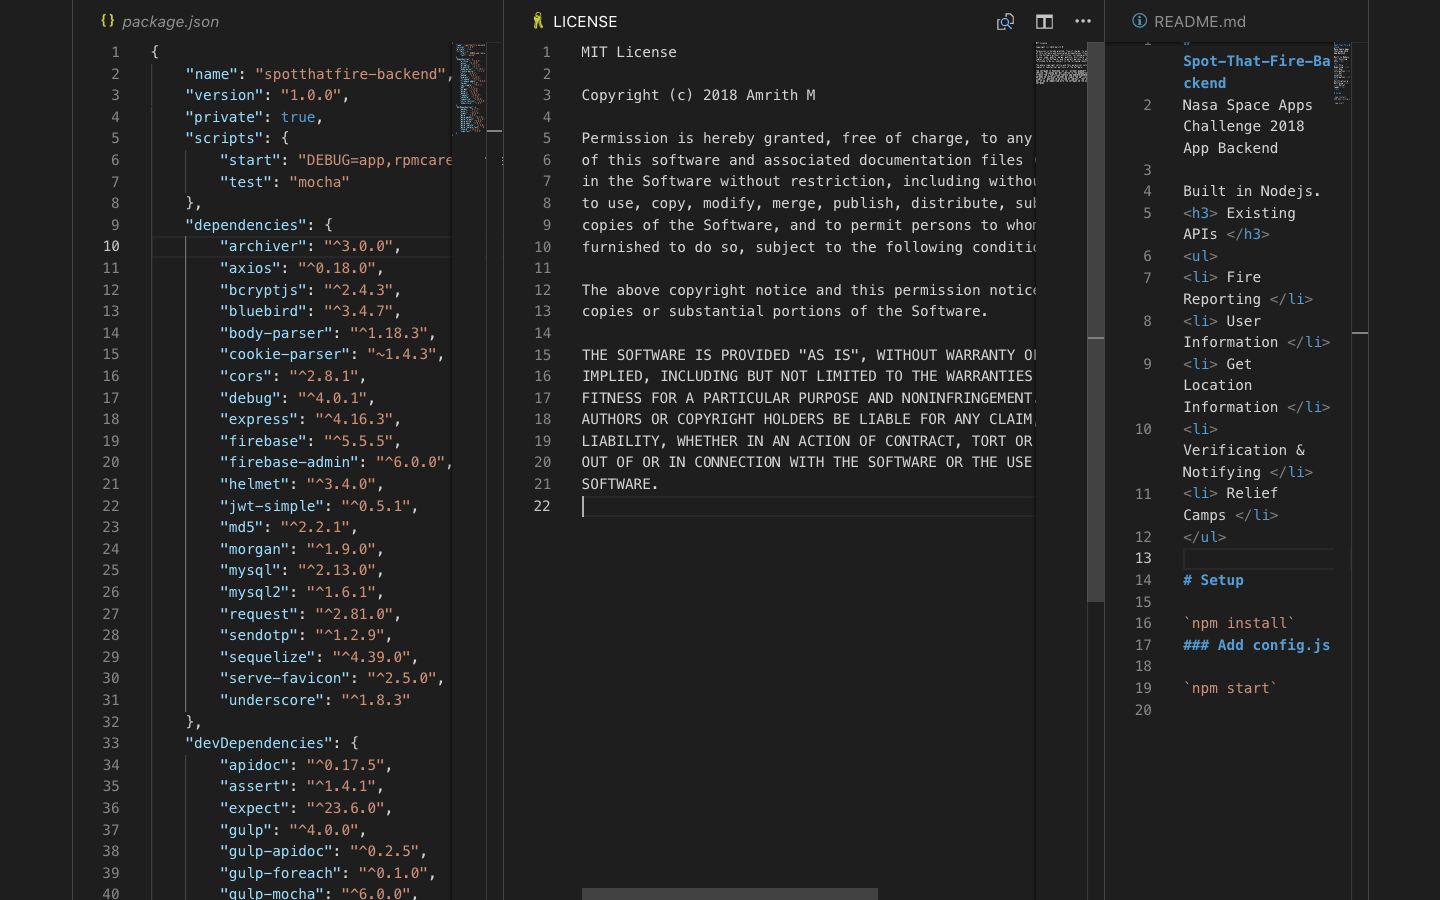 {} package.json
1 {
2 "name": "spotthatfire-backend",
3 "version": "1.0.0",
4 "private": true,
5 "scripts": {
6 "start": "DEBUG=app,rpmcare
7 "test": "mocha"
8 },
9 "dependencies": {
10 "archiver": "^3.0.0",
11 "axios": "^0.18.0",
12 "bcryptjs": "^2.4.3",
13 "bluebird": "^3.4.7",
14 "body-parser": "^1.18.3",
15 "cookie-parser": "~1.4.3",
16 "cors": "^2.8.1",
17 "debug": "^4.0.1",
18 "express": "^4.16.3",
19 "firebase": "^5.5.5",
20 "firebase-admin": "^6.0.0",
21 "helmet": "^3.4.0",
22 "jwt-simple": "^0.5.1",
23 "md5": "^2.2.1",
24 "morgan": "^1.9.0",
25 "mysql": "^2.13.0",
26 "mysql2": "^1.6.1",
27 "request": "^2.81.0",
28 "sendotp": "^1.2.9",
29 "sequelize": "^4.39.0",
30 "serve-favicon": "^2.5.0",
31 "underscore": "^1.8.3"
32 },
33 "devDependencies": {
34 "apidoc": "^0.17.5",
35 "assert": "^1.4.1",
36 "expect": "^23.6.0",
37 "gulp": "^4.0.0",
38 "gulp-apidoc": "^0.2.5",
39 "gulp-foreach": "^0.1.0",
40 "gulp-mocha": "^6.0.0",
LICENSE
1 MIT License
2
3 Copyright (c) 2018 Amrith M
4
5 Permission is hereby granted, free of charge, to any
6 of this software and associated documentation files
7 in the Software without restriction, including withou
8 to use, copy, modify, merge, publish, distribute, sub
9 copies of the Software, and to permit persons to whom
10 furnished to do so, subject to the following conditio
11
12 The above copyright notice and this permission notice
13 copies or substantial portions of the Software.
14
15 THE SOFTWARE IS PROVIDED "AS IS", WITHOUT WARRANTY O
16 IMPLIED, INCLUDING BUT NOT LIMITED TO THE WARRANTIES
17 FITNESS FOR A PARTICULAR PURPOSE AND NONINFRINGEMENT.
18 AUTHORS OR COPYRIGHT HOLDERS BE LIABLE FOR ANY CLAIM,
19 LIABILITY, WHETHER IN AN ACTION OF CONTRACT, TORT OR
20 OUT OF OR IN CONNECTION WITH THE SOFTWARE OR THE USE
21 SOFTWARE.
22
README.md
1 #
Spot-That-Fire-Ba
ckend
2 Nasa Space Apps
Challenge 2018
App Backend
3
4 Built in Nodejs.
5 <h3> Existing
APIs </h3>
6 <ul>
7 <li> Fire
Reporting </li>
8 <li> User
Information </li>
9 <li> Get
Location
Information </li>
10 <li>
Verification &
Notifying </li>
11 <li> Relief
Camps </li>
12 </ul>
13
14 # Setup
15
16 `npm install`
17 ### Add config.js
18
19 `npm start`
20